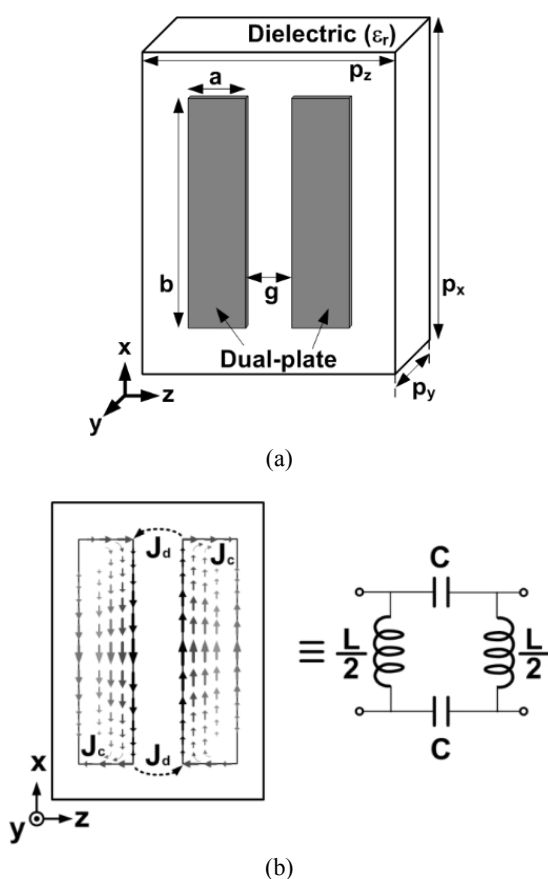 Dielectric (εr)
pz
a
b
g
px
Dual-plate
py
x
y
z
(a)
Jd
Jc
C
≡
L/2
L/2
Jc
Jd
C
x
y
z
(b)